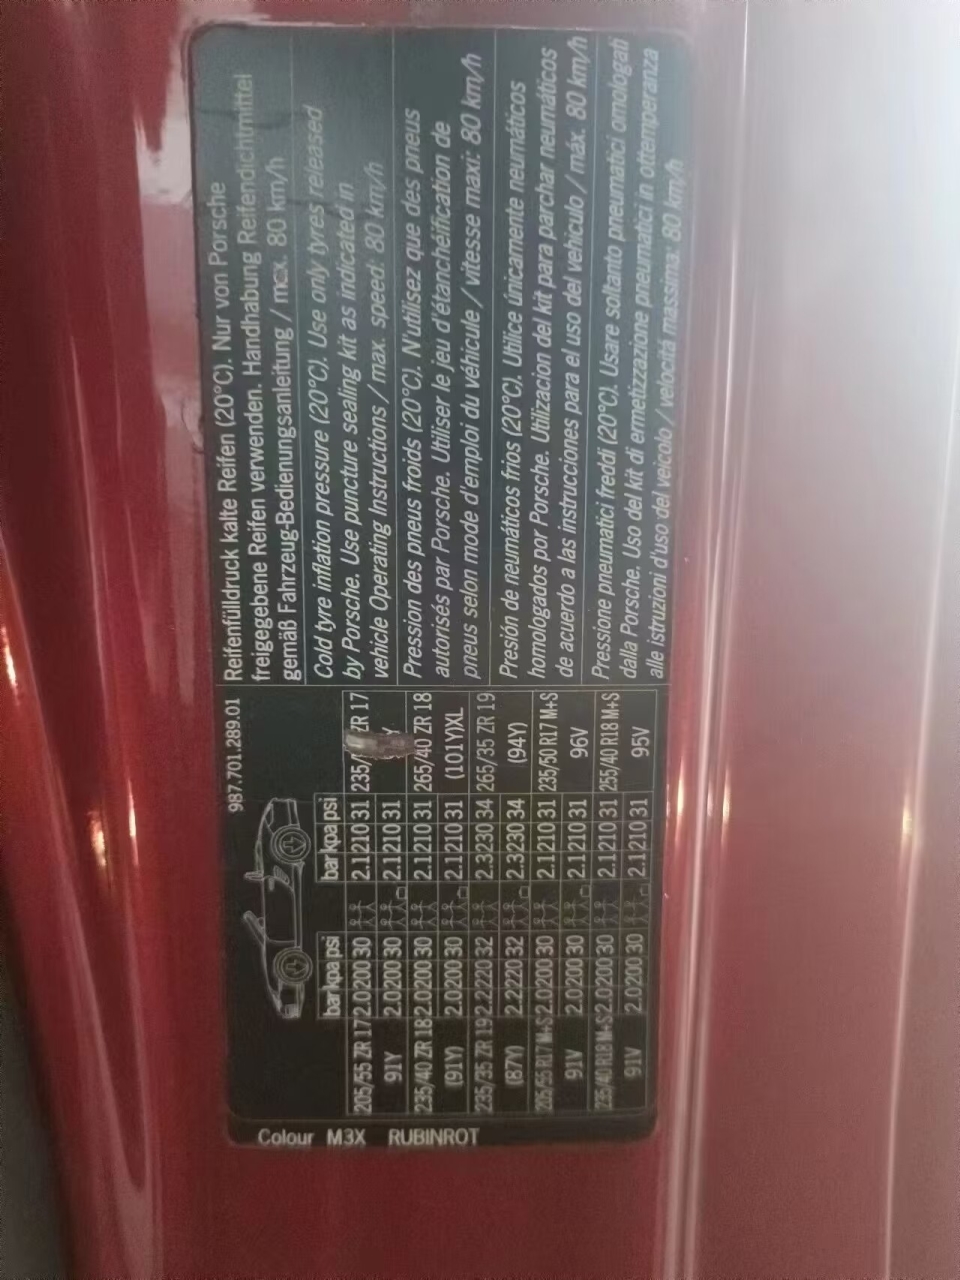 987.701.289.01
bar kpa psi bar kpa psi
205/55 ZR 17 2.0 200 30 2.1 210 31 235/ ZR 17
91Y 2.0 200 30 2.1 210 31 Y
235/40 ZR 18 2.0 200 30 2.1 210 31 265/40 ZR 18
(91Y) 2.0 200 30 2.1 210 31 (101Y)XL
235/35 ZR 19 2.2 220 32 2.3 230 34 265/35 ZR 19
(87Y) 2.2 220 32 2.3 230 34 (94Y)
205/55 R17 M+S 2.0 200 30 2.1 210 31 235/50 R17 M+S
91V 2.0 200 30 2.1 210 31 96V
235/40 R18 M+S 2.0 200 30 2.1 210 31 255/40 R18 M+S
91V 2.0 200 30 2.1 210 31 95V
Reifenfülldruck kalte Reifen (20°C). Nur von Porsche
freigegebene Reifen verwenden. Handhabung Reifendichtmittel
gemäß Fahrzeug-Bedienungsanleitung / max. 80 km/h
Cold tyre inflation pressure (20°C). Use only tyres released
by Porsche. Use puncture sealing kit as indicated in
vehicle Operating Instructions / max. speed: 80 km/h
Pression des pneus froids (20°C). N'utilisez que des pneus
autorisés par Porsche. Utiliser le jeu d'étanchéification de
pneus selon mode d'emploi du véhicule / vitesse maxi: 80 km/h
Presión de neumáticos frios (20°C). Utilice únicamente neumáticos
homologados por Porsche. Utilizacion del kit para parchar neumáticos
de acuerdo a las instrucciones para el uso del vehículo / máx. 80 km/h
Pressione pneumatici freddi (20°C). Usare soltanto pneumatici omologati
dalla Porsche. Uso del kit di ermetizzazione pneumatici in ottemperanza
alle istruzioni d'uso del veicolo / velocità massima: 80 km/h
Colour M3X RUBINROT